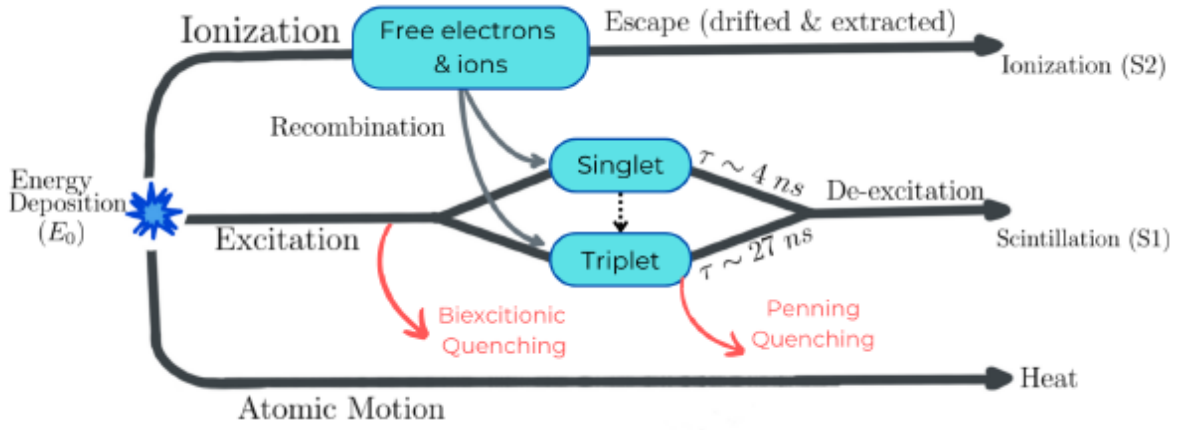 Ionization
Free electrons
& ions
Escape (drifted & extracted)
Ionization (S2)
Recombination
Energy
Deposition
(E₀)
Excitation
Singlet
Triplet
τ ~ 4 ns
τ ~ 27 ns
De-excitation
Scintillation (S1)
Biexcitionic
Quenching
Penning
Quenching
Heat
Atomic Motion